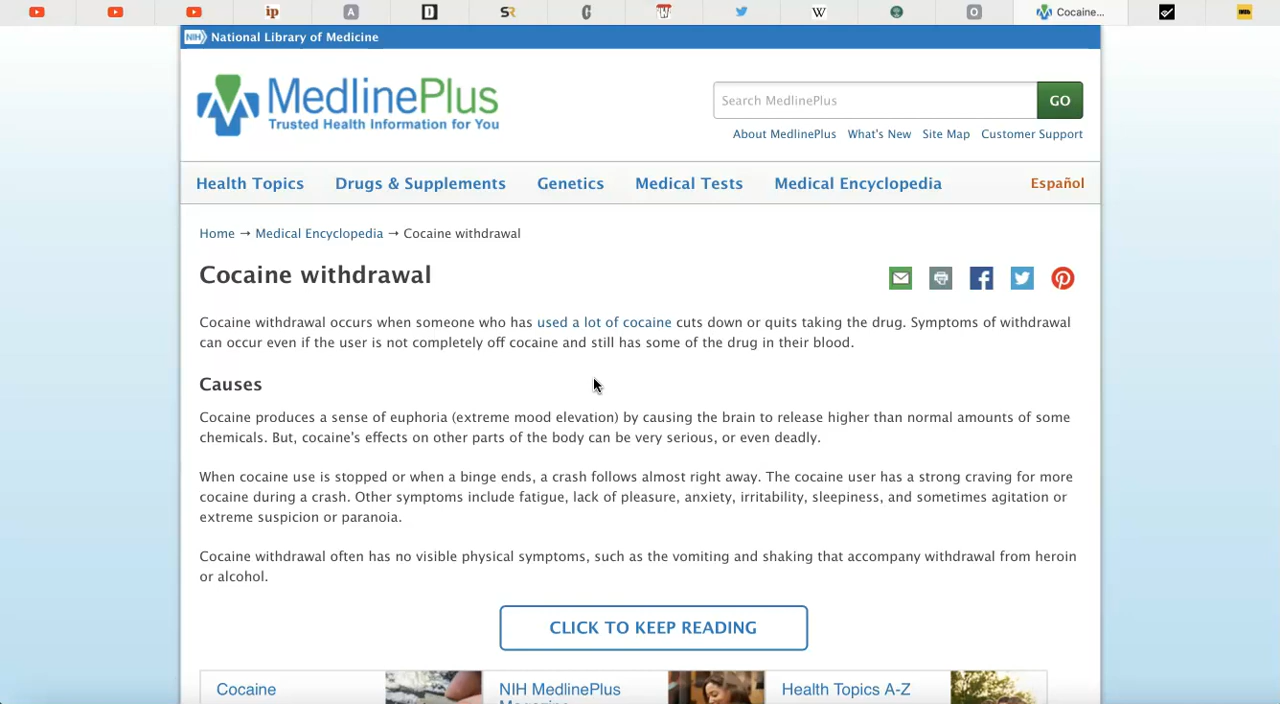 ip
A
D
SR
C
W
O
Cocaine...
NIH National Library of Medicine
MedlinePlus
Trusted Health Information for You
Search MedlinePlus
GO
About MedlinePlus What's New Site Map Customer Support
Health Topics Drugs & Supplements Genetics Medical Tests Medical Encyclopedia Español
Home → Medical Encyclopedia → Cocaine withdrawal
Cocaine withdrawal
Cocaine withdrawal occurs when someone who has used a lot of cocaine cuts down or quits taking the drug. Symptoms of withdrawal
can occur even if the user is not completely off cocaine and still has some of the drug in their blood.
Causes
Cocaine produces a sense of euphoria (extreme mood elevation) by causing the brain to release higher than normal amounts of some
chemicals. But, cocaine's effects on other parts of the body can be very serious, or even deadly.
When cocaine use is stopped or when a binge ends, a crash follows almost right away. The cocaine user has a strong craving for more
cocaine during a crash. Other symptoms include fatigue, lack of pleasure, anxiety, irritability, sleepiness, and sometimes agitation or
extreme suspicion or paranoia.
Cocaine withdrawal often has no visible physical symptoms, such as the vomiting and shaking that accompany withdrawal from heroin
or alcohol.
CLICK TO KEEP READING
Cocaine
NIH MedlinePlus
Magazine
Health Topics A-Z